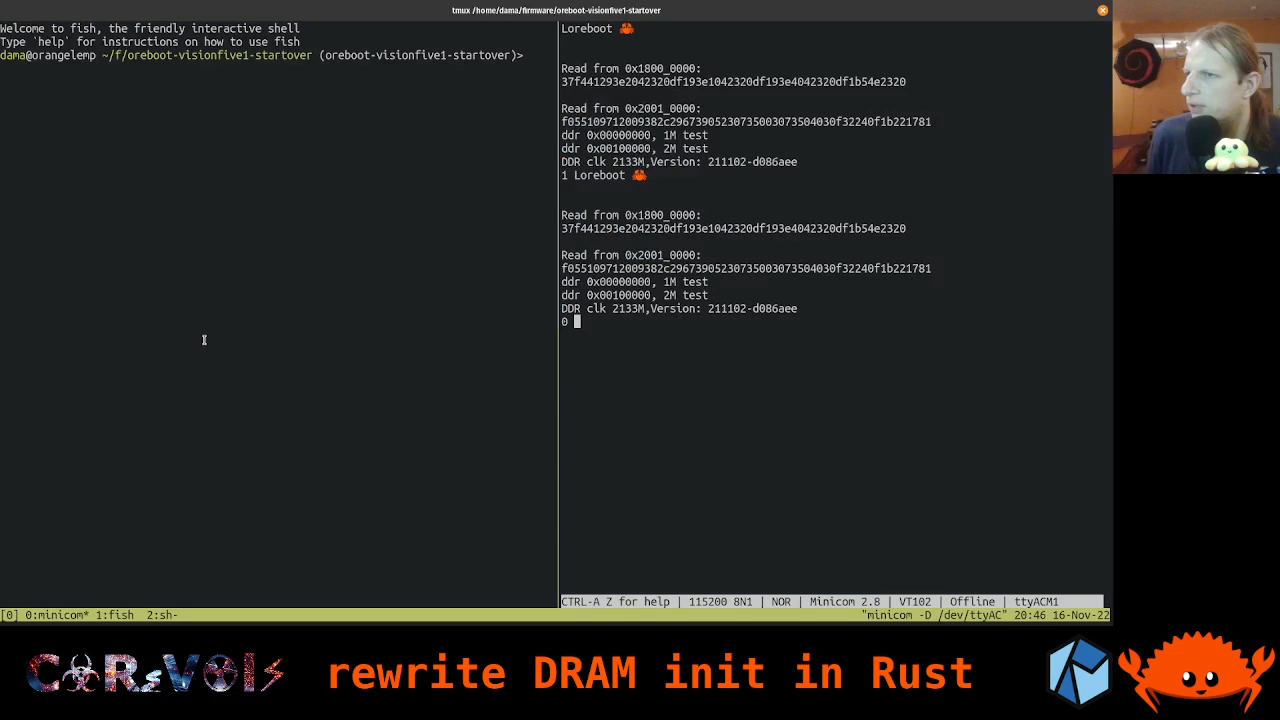 tmux /home/dama/firmware/oreboot-visionfive1-startover
Welcome to fish, the friendly interactive shell
Type `help` for instructions on how to use fish
dama@orangelemp ~/f/oreboot-visionfive1-startover (oreboot-visionfive1-startover)>
Loreboot 🦀
Read from 0x1800_0000:
37f441293e2042320df193e1042320df193e4042320df1b54e2320
Read from 0x2001_0000:
f055109712009382c29673905230735003073504030f32240f1b221781
ddr 0x00000000, 1M test
ddr 0x00100000, 2M test
DDR clk 2133M,Version: 211102-d086aee
1 Loreboot 🦀
Read from 0x1800_0000:
37f441293e2042320df193e1042320df193e4042320df1b54e2320
Read from 0x2001_0000:
f055109712009382c29673905230735003073504030f32240f1b221781
ddr 0x00000000, 1M test
ddr 0x00100000, 2M test
DDR clk 2133M,Version: 211102-d086aee
0
CTRL-A Z for help | 115200 8N1 | NOR | Minicom 2.8 | VT102 | Offline | ttyACM1
[0] 0:minicom* 1:fish  2:sh-
"minicom -D /dev/ttyAC" 20:46 16-Nov-22
rewrite DRAM init in Rust